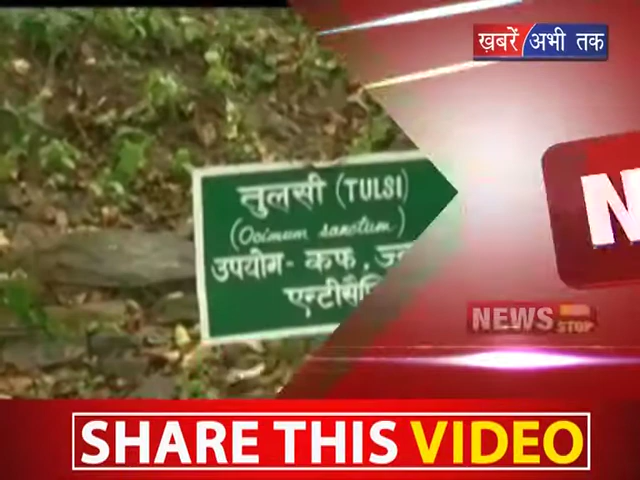 ख़बरें अभी तक
तुलसी (TULSI)
(Ocimum sanctum)
उपयोग - कफ,
NEWS STOP
SHARE THIS VIDEO